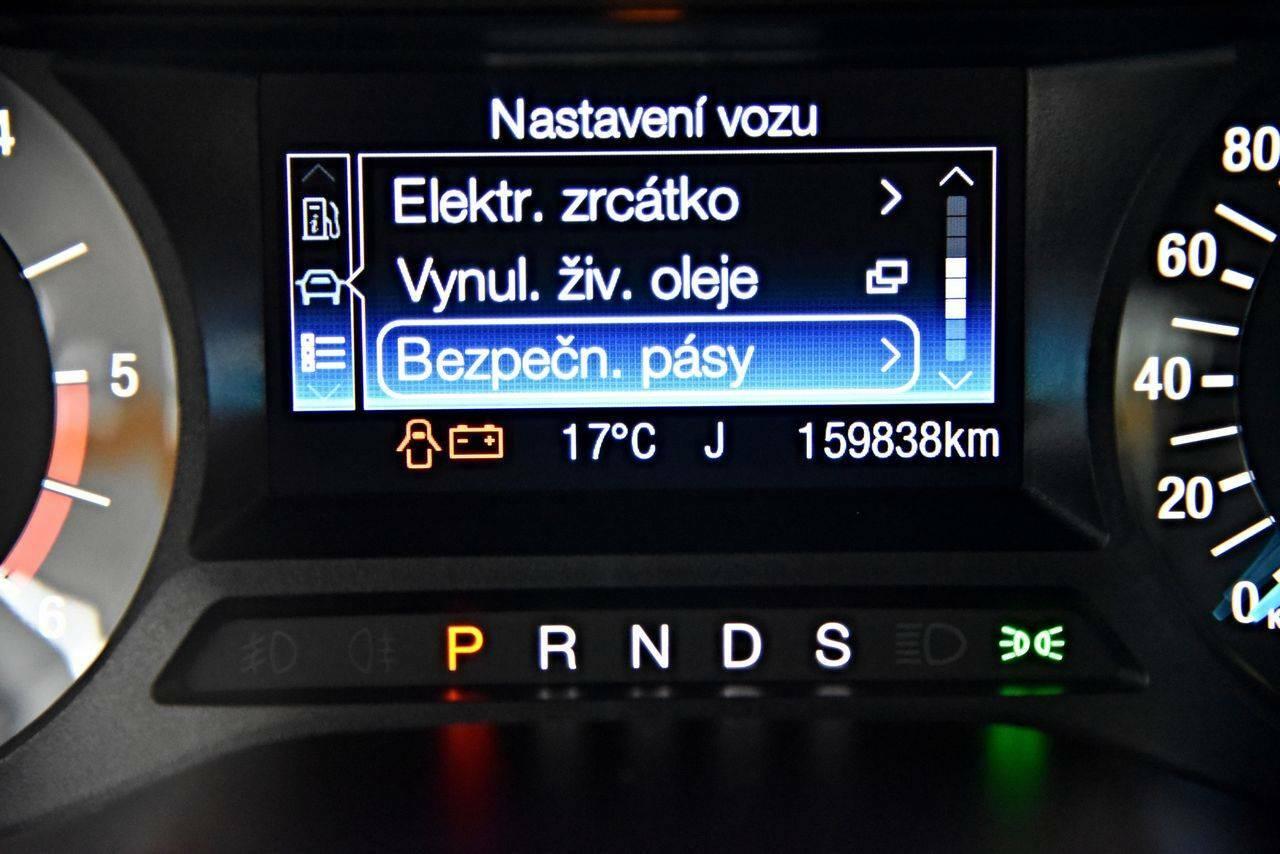 Nastavení vozu
Elektr. zrcátko
Vynul. živ. oleje
Bezpečn. pásy
17°C J 159838km
4
5
6
80
60
40
20
0
P R N D S